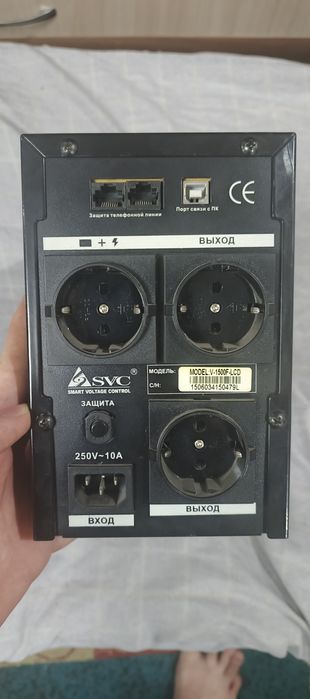 Защита телефонной линии
Порт связи с ПК
CE
+
ВЫХОД
SVC
SMART VOLTAGE CONTROL
МОДЕЛЬ:
MODEL V-1500F-LCD
С/Н:
1506034150479L
ЗАЩИТА
250V~10A
ВХОД
ВЫХОД